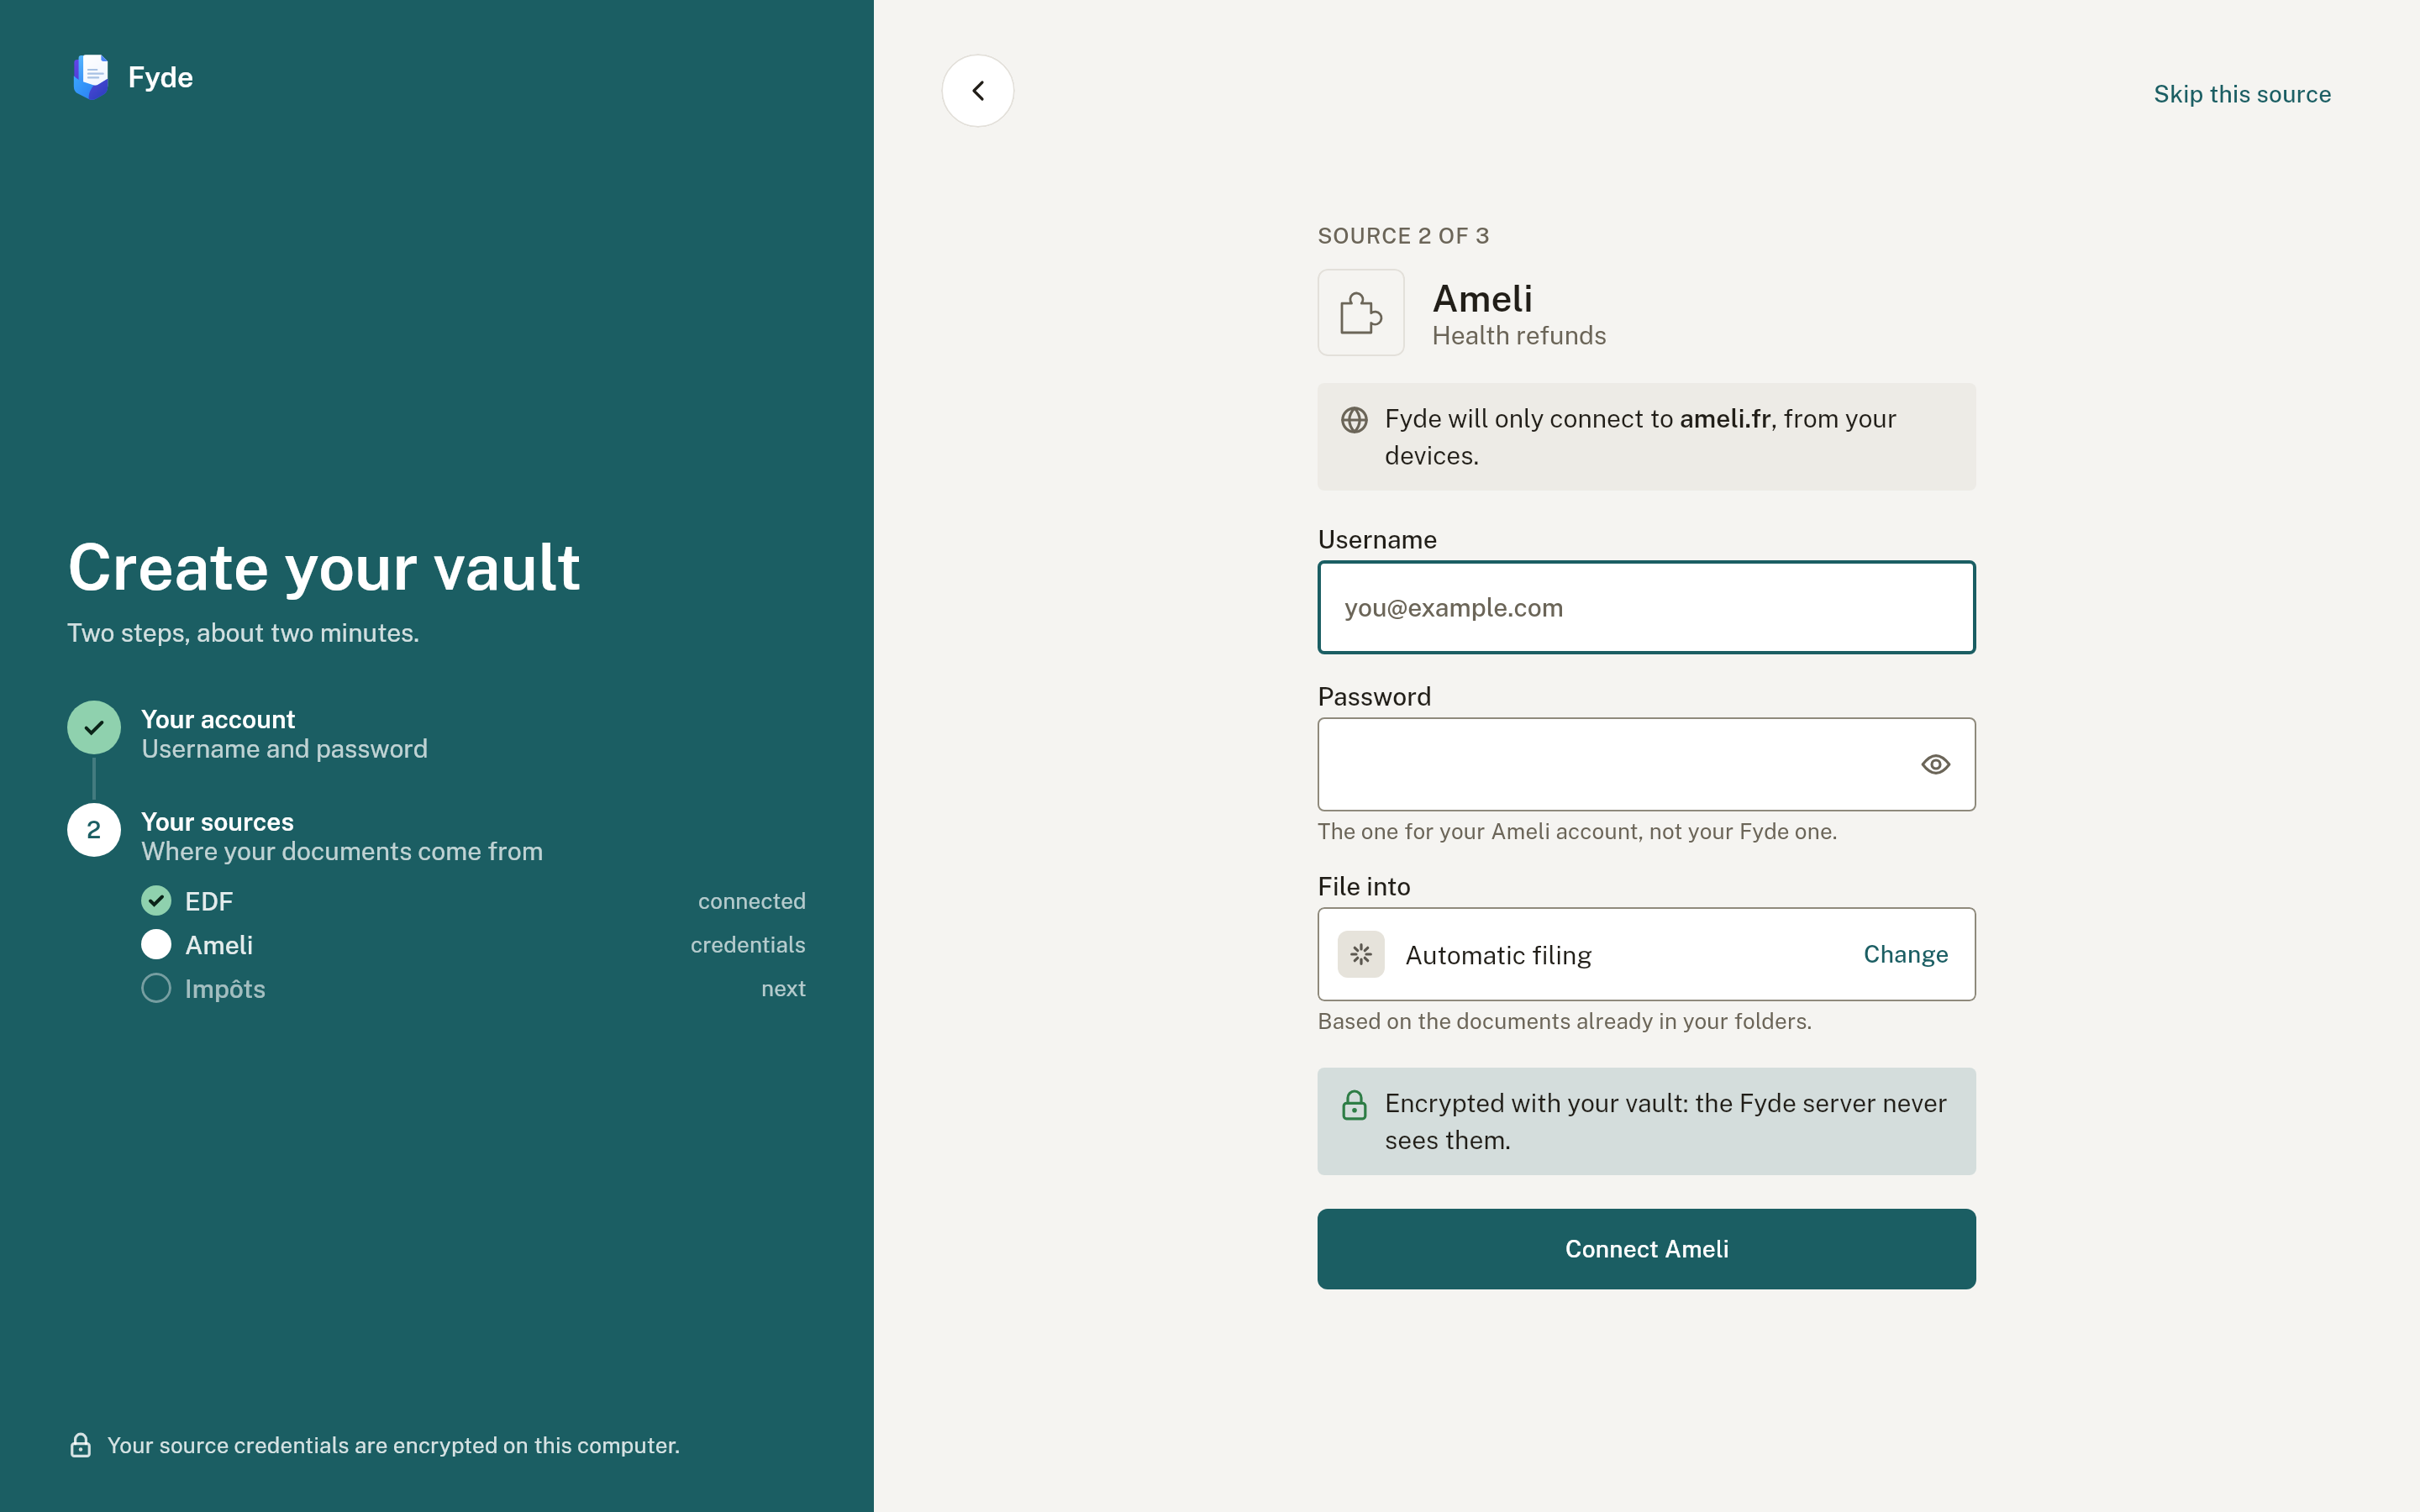 Fyde
Create your vault
Two steps, about two minutes.
Your account
Username and password
2
Your sources
Where your documents come from
EDF
connected
Ameli
credentials
Impôts
next
Your source credentials are encrypted on this computer.
Skip this source
SOURCE 2 OF 3
Ameli
Health refunds
Fyde will only connect to ameli.fr, from your
devices.
Username
you@example.com
Password
The one for your Ameli account, not your Fyde one.
File into
Automatic filing
Change
Based on the documents already in your folders.
Encrypted with your vault: the Fyde server never
sees them.
Connect Ameli